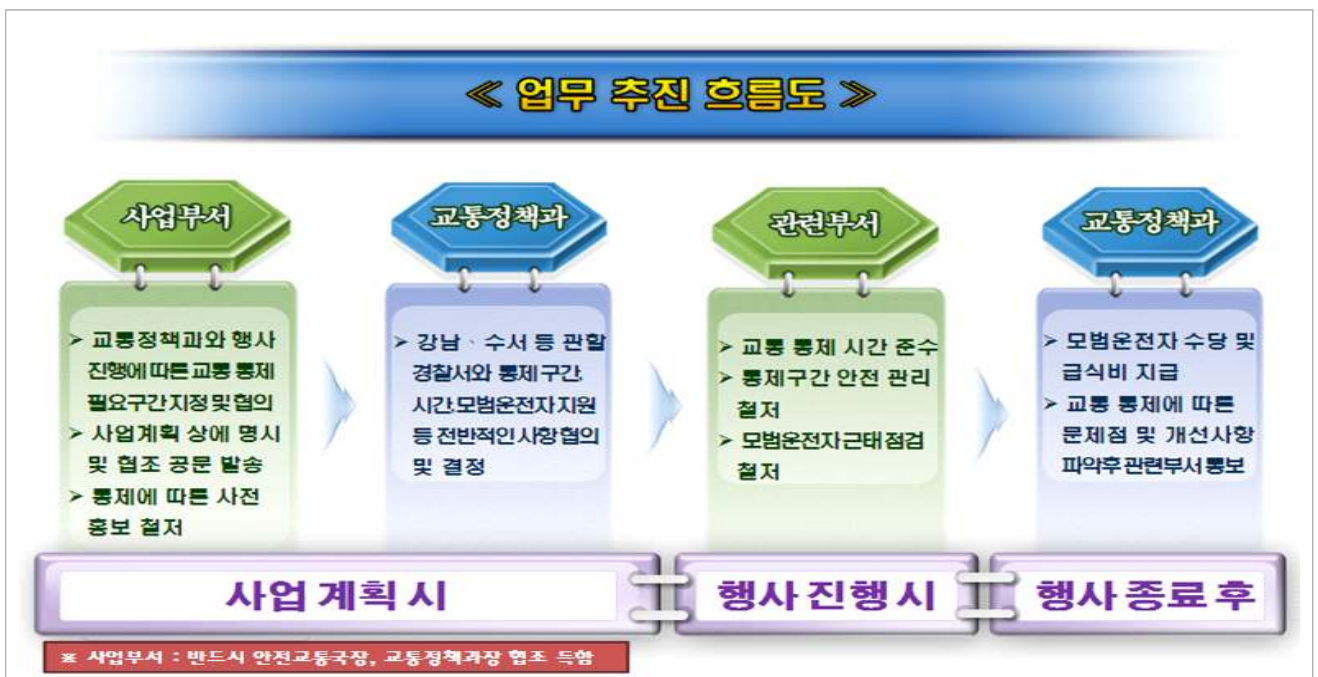 ≪ 업무 추진 흐름도 ≫
사업부서
➢ 교통정책과와 행사
진행에 따른 교통 통제
필요구간 지정 및 협의
➢ 사업계획 상에 명시
및 협조 공문 발송
➢ 통제에 따른 사전
홍보 철저
교통정책과
➢ 강남ㆍ수서 등 관할
경찰서와 통제 구간,
시간,모범운전자 지원
등 전반적인 사항 협의
및 결정
관련부서
➢ 교통 통제 시간 준수
➢ 통제구간 안전 관리
철저
➢ 모범운전자 근태 점검
철저
교통정책과
➢ 모범운전자 수당 및
급식비 지급
➢ 교통 통제에 따른
문제점 및 개선사항
파악후 관련부서 통보
사업 계획 시
행사 진행 시
행사 종료 후
※ 사업부서 : 반드시 안전교통국장, 교통정책과장 협조 득함